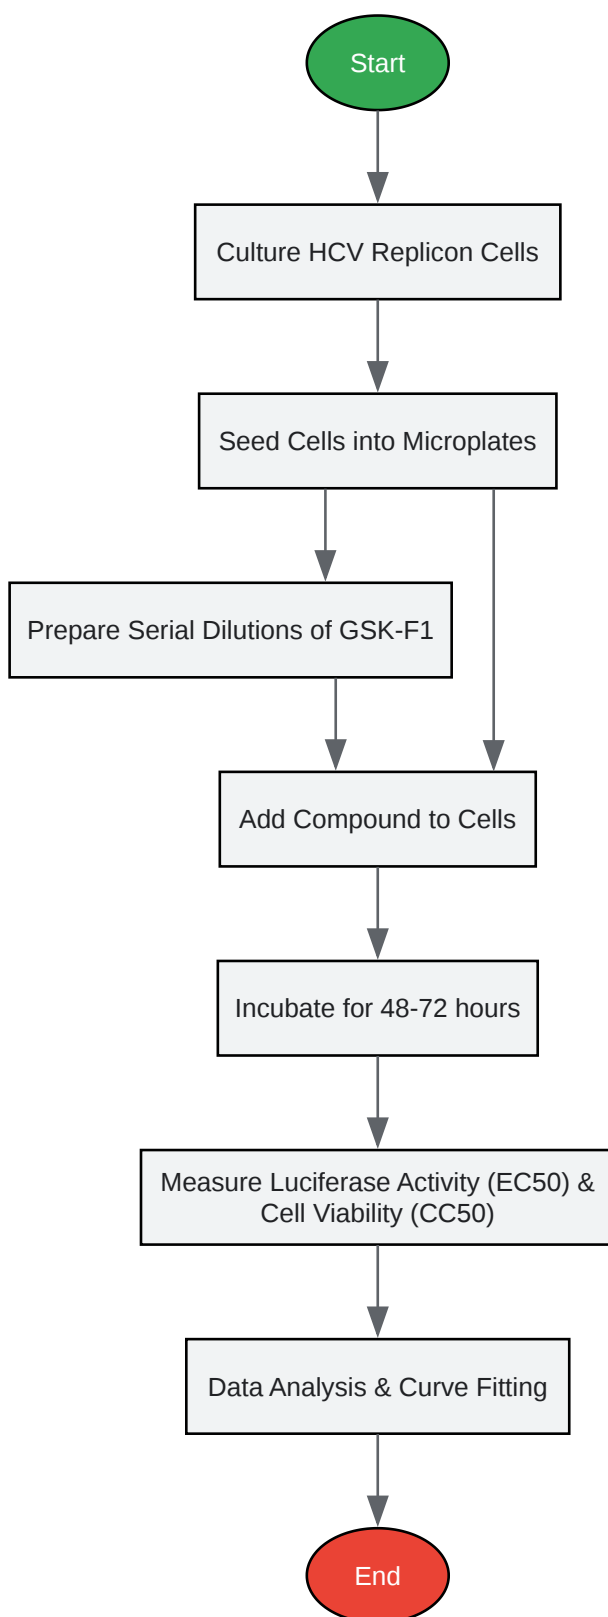 Start
Culture HCV Replicon Cells
Seed Cells into Microplates
Prepare Serial Dilutions of GSK-F1
Add Compound to Cells
Incubate for 48-72 hours
Measure Luciferase Activity (EC50) &
Cell Viability (CC50)
Data Analysis & Curve Fitting
End